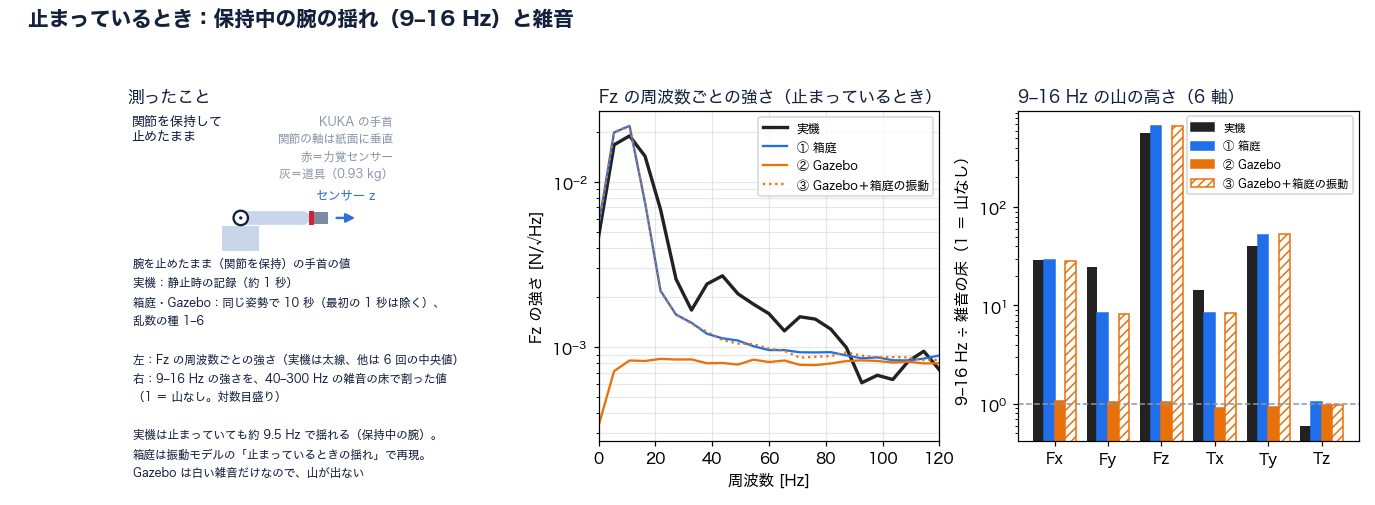 止まっているとき：保持中の腕の揺れ（9–16 Hz）と雑音
測ったこと
関節を保持して
止めたまま
KUKA の手首
関節の軸は紙面に垂直
赤＝力覚センサー
灰＝道具（0.93 kg）
センサー z
腕を止めたまま（関節を保持）の手首の値
実機：静止時の記録（約 1 秒）
箱庭・Gazebo：同じ姿勢で 10 秒（最初の 1 秒は除く）、
乱数の種 1–6
左：Fz の周波数ごとの強さ（実機は太線、他は 6 回の中央値）
右：9–16 Hz の強さを、40–300 Hz の雑音の床で割った値
（1 ＝ 山なし。対数目盛り）
実機は止まっていても約 9.5 Hz で揺れる（保持中の腕）。
箱庭は振動モデルの「止まっているときの揺れ」で再現。
Gazebo は白い雑音だけなので、山が出ない
Fz の周波数ごとの強さ（止まっているとき）
Fz の強さ [N/√Hz]
10⁻²
10⁻³
実機
① 箱庭
② Gazebo
③ Gazebo＋箱庭の振動
0 20 40 60 80 100 120
周波数 [Hz]
9–16 Hz の山の高さ（6 軸）
9–16 Hz ÷ 雑音の床（1 ＝ 山なし）
10²
10¹
10⁰
実機
① 箱庭
② Gazebo
③ Gazebo＋箱庭の振動
Fx Fy Fz Tx Ty Tz